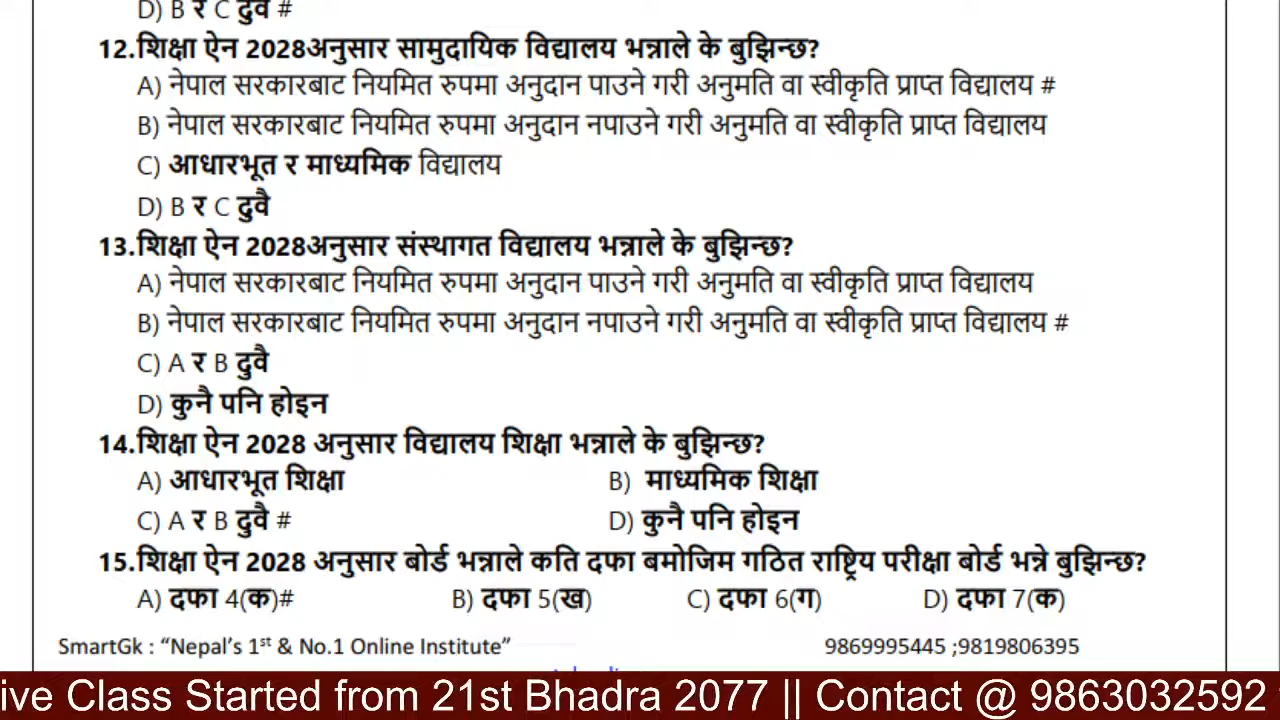 D) B र C दुवै #
12.शिक्षा ऐन 2028अनुसार सामुदायिक विद्यालय भन्नाले के बुझिन्छ?
A) नेपाल सरकारबाट नियमित रुपमा अनुदान पाउने गरी अनुमति वा स्वीकृति प्राप्त विद्यालय #
B) नेपाल सरकारबाट नियमित रुपमा अनुदान नपाउने गरी अनुमति वा स्वीकृति प्राप्त विद्यालय
C) आधारभूत र माध्यमिक विद्यालय
D) B र C दुवै
13.शिक्षा ऐन 2028अनुसार संस्थागत विद्यालय भन्नाले के बुझिन्छ?
A) नेपाल सरकारबाट नियमित रुपमा अनुदान पाउने गरी अनुमति वा स्वीकृति प्राप्त विद्यालय
B) नेपाल सरकारबाट नियमित रुपमा अनुदान नपाउने गरी अनुमति वा स्वीकृति प्राप्त विद्यालय #
C) A र B दुवै
D) कुनै पनि होइन
14.शिक्षा ऐन 2028 अनुसार विद्यालय शिक्षा भन्नाले के बुझिन्छ?
A) आधारभूत शिक्षा B) माध्यमिक शिक्षा
C) A र B दुवै # D) कुनै पनि होइन
15.शिक्षा ऐन 2028 अनुसार बोर्ड भन्नाले कति दफा बमोजिम गठित राष्ट्रिय परीक्षा बोर्ड भन्ने बुझिन्छ?
A) दफा 4(क)# B) दफा 5(ख) C) दफा 6(ग) D) दफा 7(क)
SmartGk : “Nepal’s 1st & No.1 Online Institute” 9869995445 ;9819806395
ive Class Started from 21st Bhadra 2077 || Contact @ 9863032592